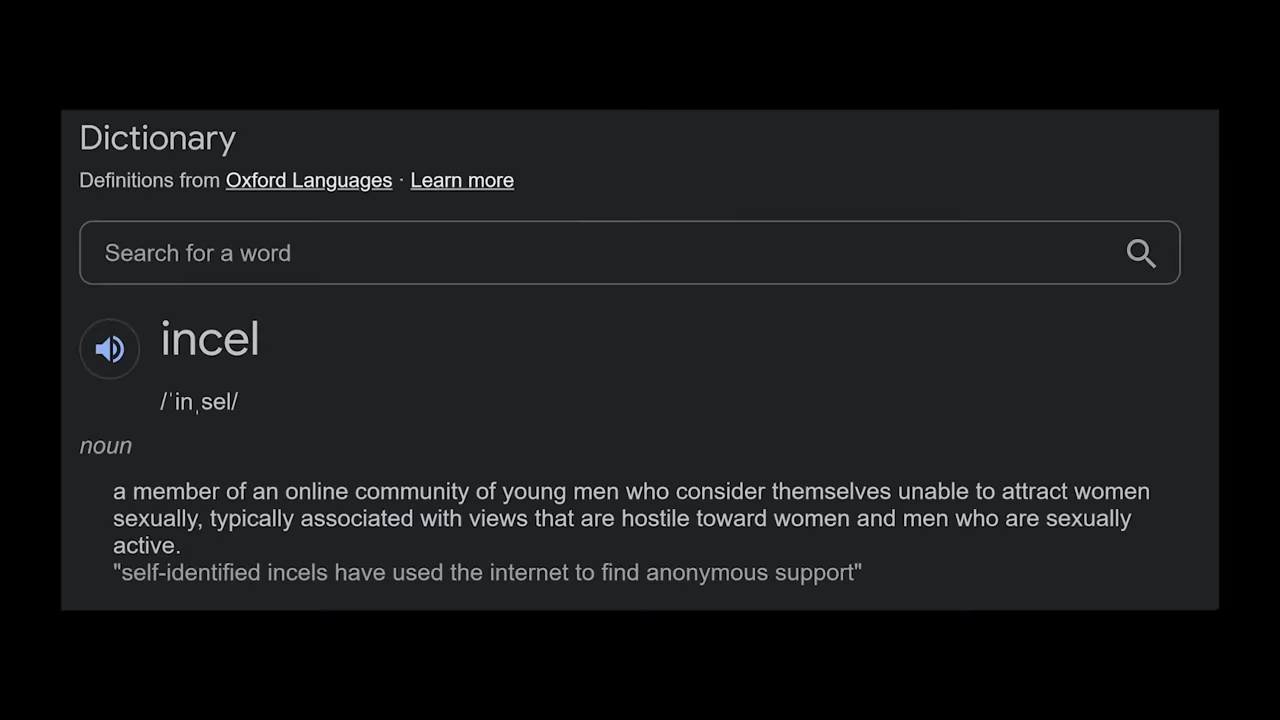 Dictionary
Definitions from Oxford Languages · Learn more
Search for a word
incel
/ˈinˌsel/
noun
a member of an online community of young men who consider themselves unable to attract women
sexually, typically associated with views that are hostile toward women and men who are sexually
active.
"self-identified incels have used the internet to find anonymous support"